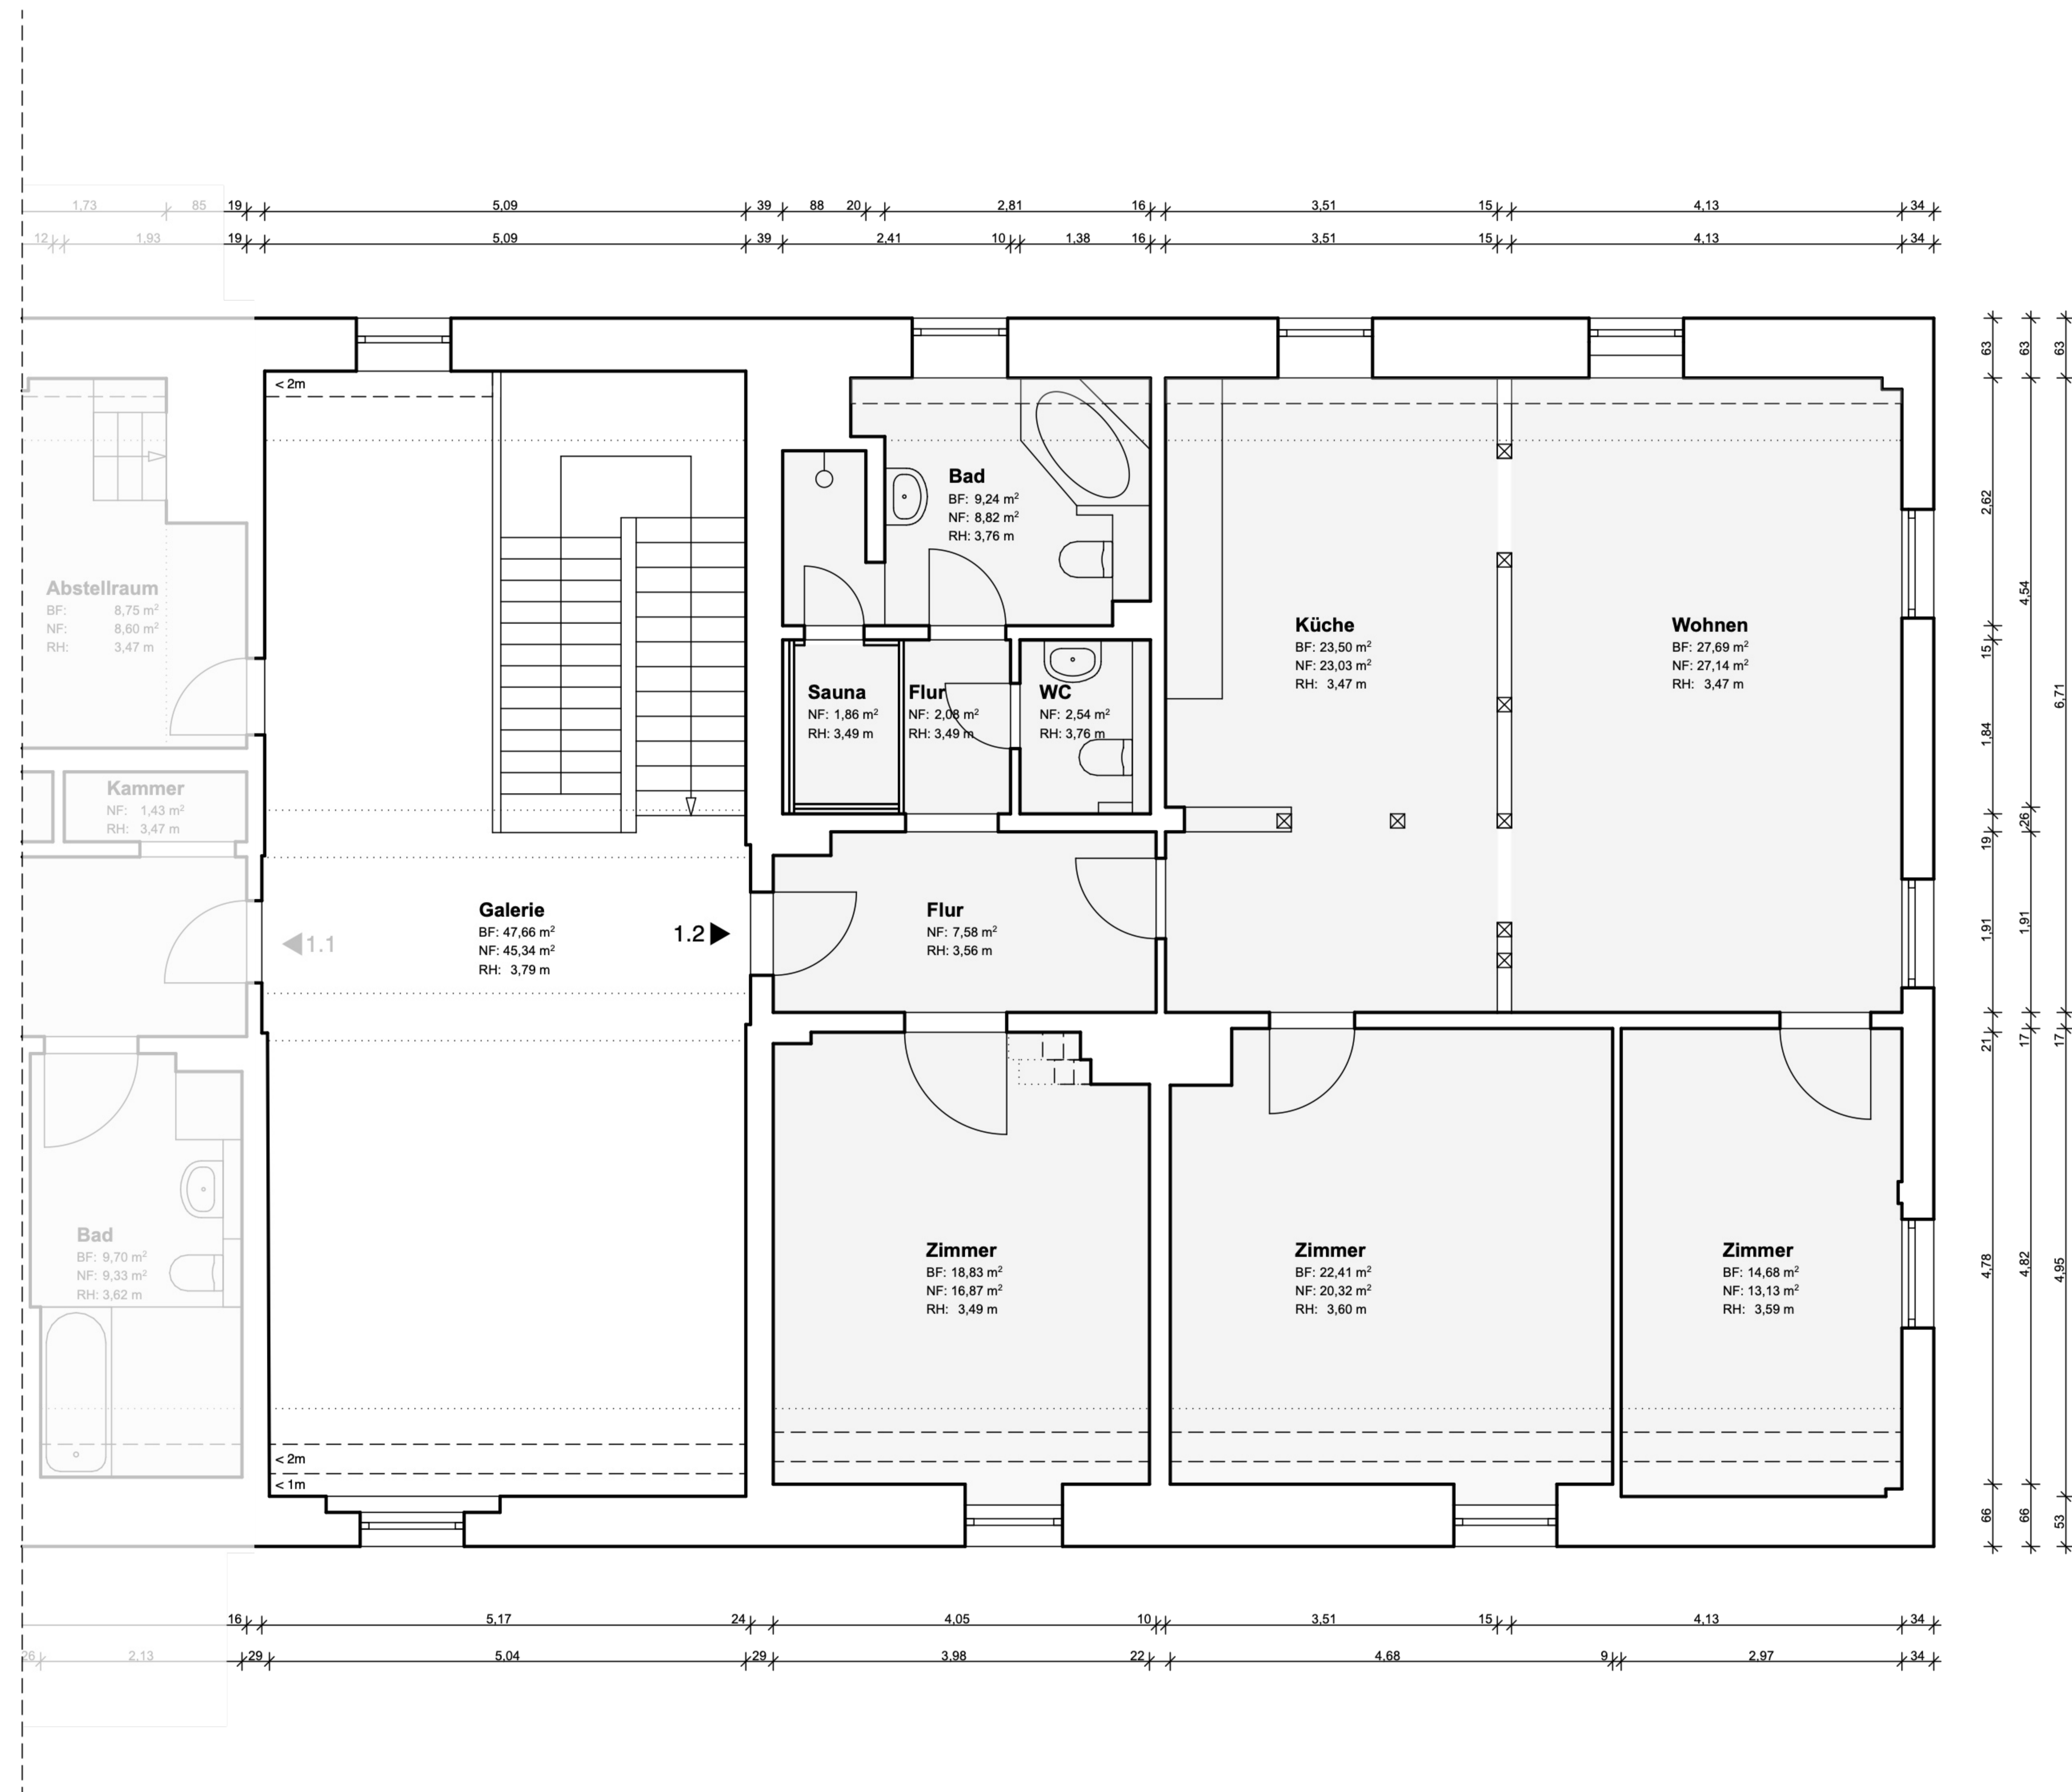 1,73 85 19 5,09 39 88 20 2,81 16 3,51 15 4,13 34
12 1,93 19 5,09 39 2,41 10 1,38 16 3,51 15 4,13 34
< 2m
Abstellraum
BF: 8,75 m²
NF: 8,60 m²
RH: 3,47 m
Bad
BF: 9,24 m²
NF: 8,82 m²
RH: 3,76 m
Küche
BF: 23,50 m²
NF: 23,03 m²
RH: 3,47 m
Wohnen
BF: 27,69 m²
NF: 27,14 m²
RH: 3,47 m
Sauna
NF: 1,86 m²
RH: 3,49 m
Flur
NF: 2,08 m²
RH: 3,49 m
WC
NF: 2,54 m²
RH: 3,76 m
Kammer
NF: 1,43 m²
RH: 3,47 m
1.1
Galerie
BF: 47,66 m²
NF: 45,34 m²
RH: 3,79 m
1.2
Flur
NF: 7,58 m²
RH: 3,56 m
Bad
BF: 9,70 m²
NF: 9,33 m²
RH: 3,62 m
Zimmer
BF: 18,83 m²
NF: 16,87 m²
RH: 3,49 m
Zimmer
BF: 22,41 m²
NF: 20,32 m²
RH: 3,60 m
Zimmer
BF: 14,68 m²
NF: 13,13 m²
RH: 3,59 m
< 2m
< 1m
63 2,62 15 1,84 19 1,91 21 4,78 66
63 4,54 26 1,91 17 4,82 66
63 6,71 17 4,95 53
16 5,17 24 4,05 10 3,51 15 4,13 34
26 2,13 29 5,04 29 3,98 22 4,68 9 2,97 34